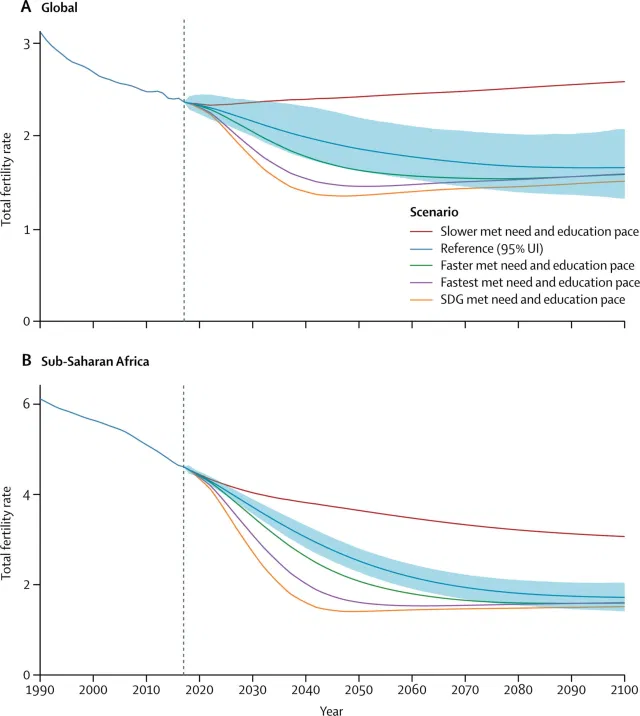 A Global
3
2
1
0
Total fertility rate
Scenario
Slower met need and education pace
Reference (95% UI)
Faster met need and education pace
Fastest met need and education pace
SDG met need and education pace
B Sub-Saharan Africa
6
4
2
0
Total fertility rate
1990 2000 2010 2020 2030 2040 2050 2060 2070 2080 2090 2100
Year